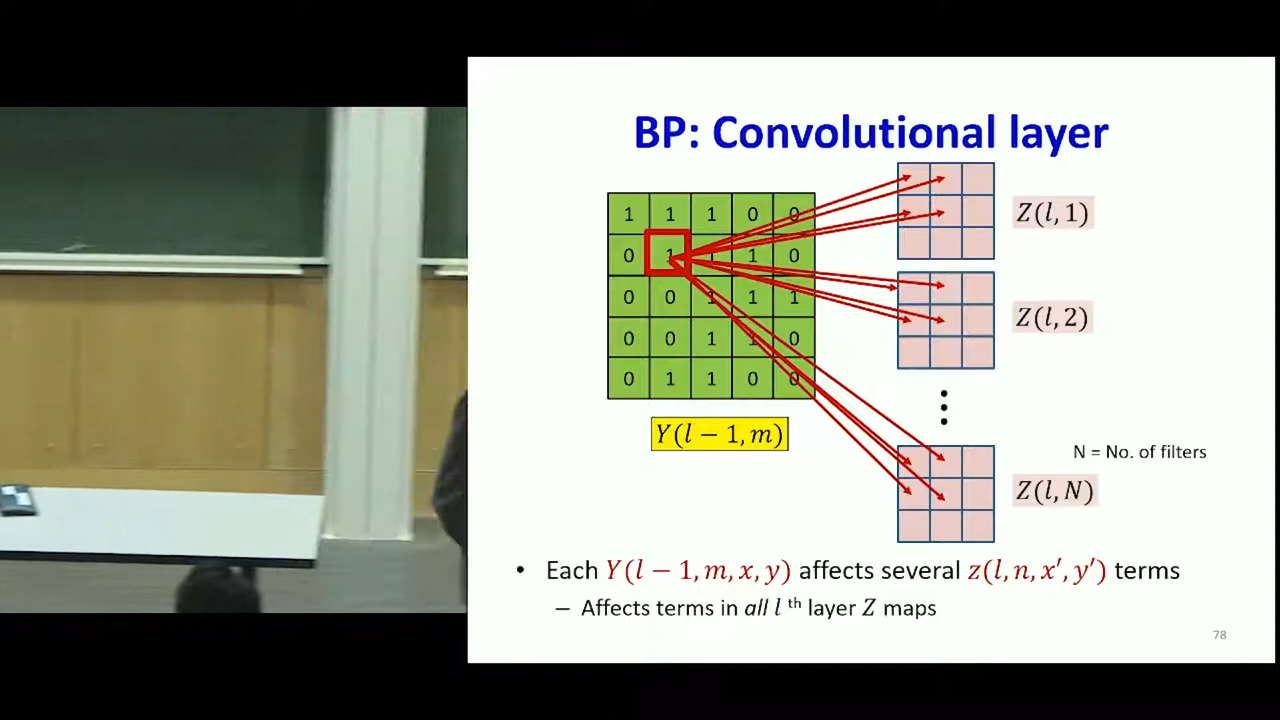 BP: Convolutional layer
1 1 1 0 0
0 1 1 1 0
0 0 1 1 1
0 0 1 1 0
0 1 1 0 0
Y(l − 1, m)
Z(l, 1)
Z(l, 2)
⋮
N = No. of filters
Z(l, N)
• Each Y(l − 1, m, x, y) affects several z(l, n, x′, y′) terms
– Affects terms in all l th layer Z maps
78